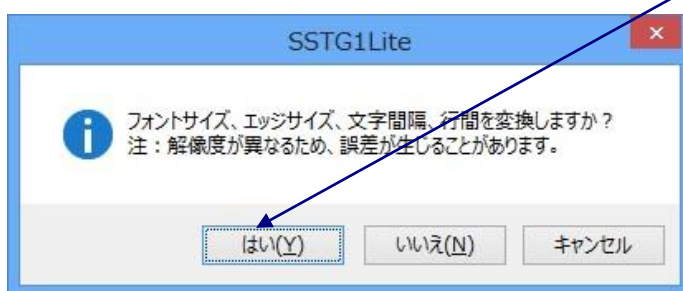 SSTG1Lite
フォントサイズ、エッジサイズ、文字間隔、行間を変換しますか？
注：解像度が異なるため、誤差が生じることがあります。
はい(Y)
いいえ(N)
キャンセル